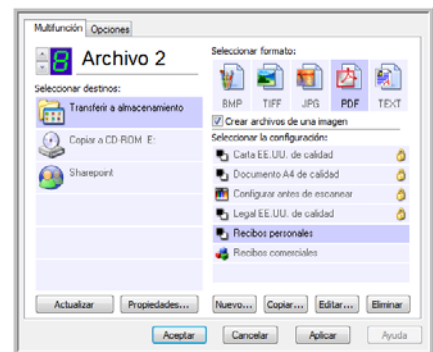 Multifunción Opciones
8 Archivo 2
Seleccionar destinos:
Transferir a almacenamiento
Copiar a CD-ROM E:
Sharepoint
Actualizar Propiedades...
Seleccionar formato:
BMP TIFF JPG PDF TEXT
Crear archivos de una imagen
Seleccionar la configuración:
Carta EE.UU. de calidad
Documento A4 de calidad
Configurar antes de escanear
Legal EE.UU. de calidad
Recibos personales
Recibos comerciales
Nuevo... Copiar... Editar... Eliminar
Aceptar Cancelar Aplicar Ayuda